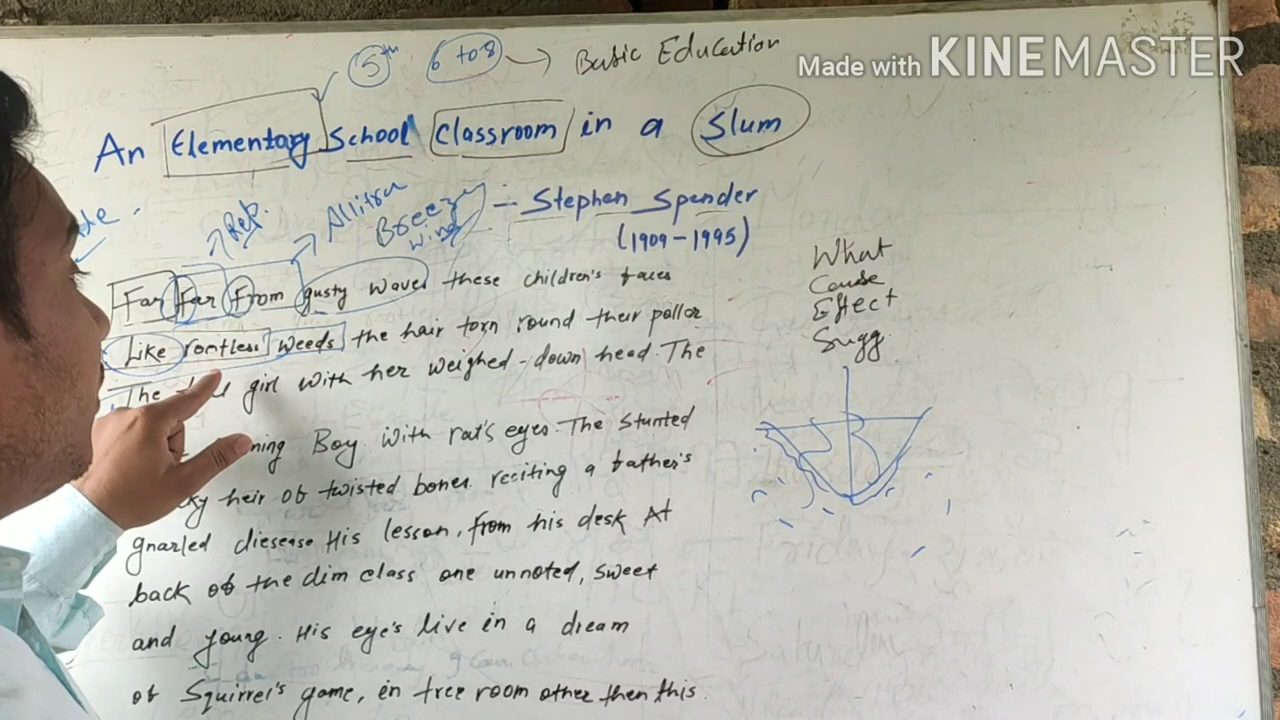 5th 6 to 8 → Basic Education
Made with KINEMASTER
An Elementary School Classroom in a Slum
Rep. Allitra Breezy wind
- Stephen Spender
(1909-1995)
Far Far From gusty waves these children's faces
Like rootless weeds the hair torn round their pallor
The girl with her weighed-down head. The
Boy with rat's eyes. The stunted
heir of twisted bones. reciting a father's
gnarled diesease His lesson, from his desk At
back of the dim class one unnoted, sweet
and young. His eye's live in a dream
of Squirrel's game, in tree room other then this.
What
Cause
Effect
Sugg.